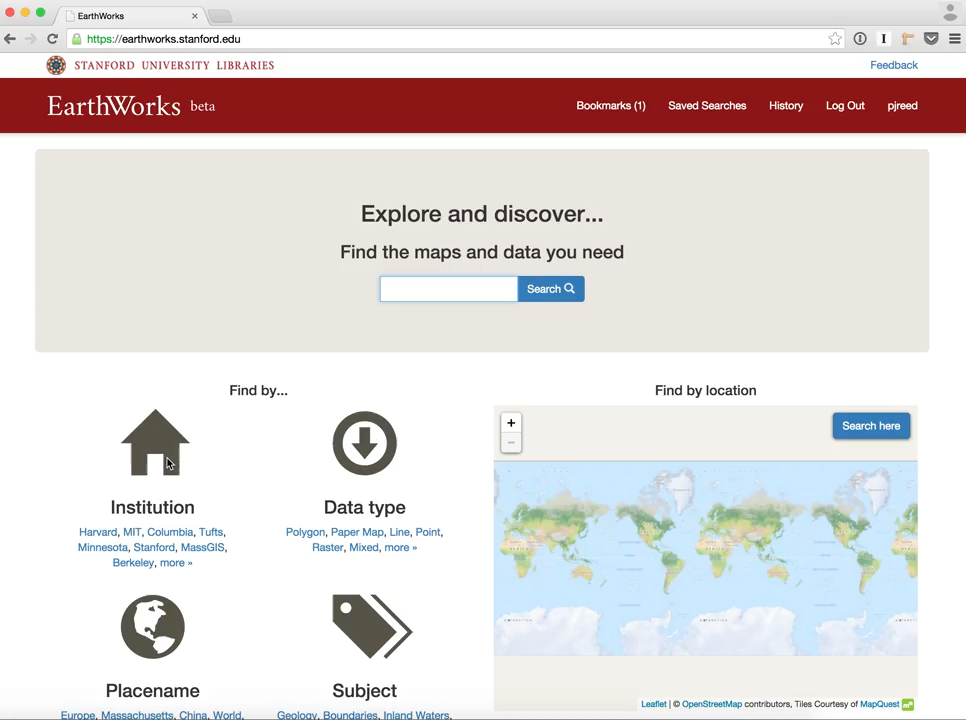 EarthWorks
https://earthworks.stanford.edu
STANFORD UNIVERSITY LIBRARIES
Feedback
EarthWorks beta
Bookmarks (1) Saved Searches History Log Out pjreed
Explore and discover...
Find the maps and data you need
Search
Find by...
Find by location
+
Search here
−
Institution
Harvard, MIT, Columbia, Tufts,
Minnesota, Stanford, MassGIS,
Berkeley, more »
Data type
Polygon, Paper Map, Line, Point,
Raster, Mixed, more »
Placename
Europe, Massachusetts, China, World,
Subject
Geology, Boundaries, Inland Waters,
Leaflet | © OpenStreetMap contributors, Tiles Courtesy of MapQuest